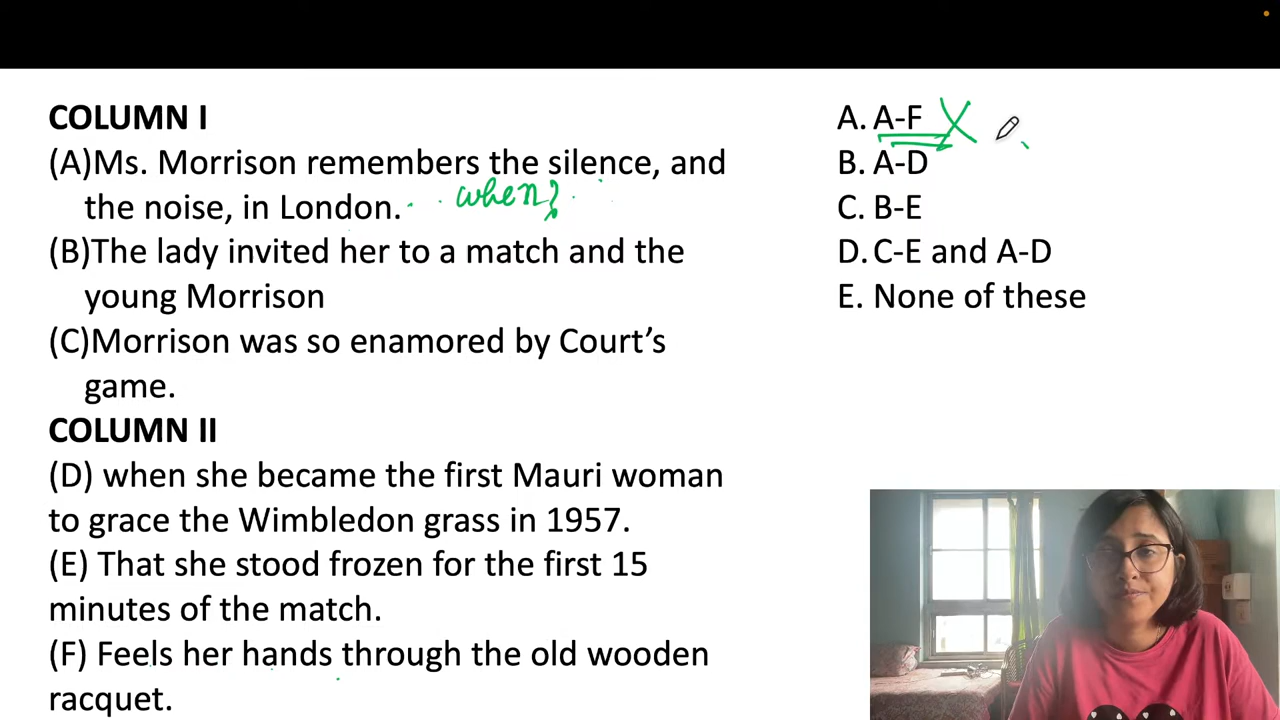 COLUMN I
(A)Ms. Morrison remembers the silence, and
the noise, in London.
when?
(B)The lady invited her to a match and the
young Morrison
(C)Morrison was so enamored by Court’s
game.
COLUMN II
(D) when she became the first Mauri woman
to grace the Wimbledon grass in 1957.
(E) That she stood frozen for the first 15
minutes of the match.
(F) Feels her hands through the old wooden
racquet.
A. A-F X
B. A-D
C. B-E
D. C-E and A-D
E. None of these